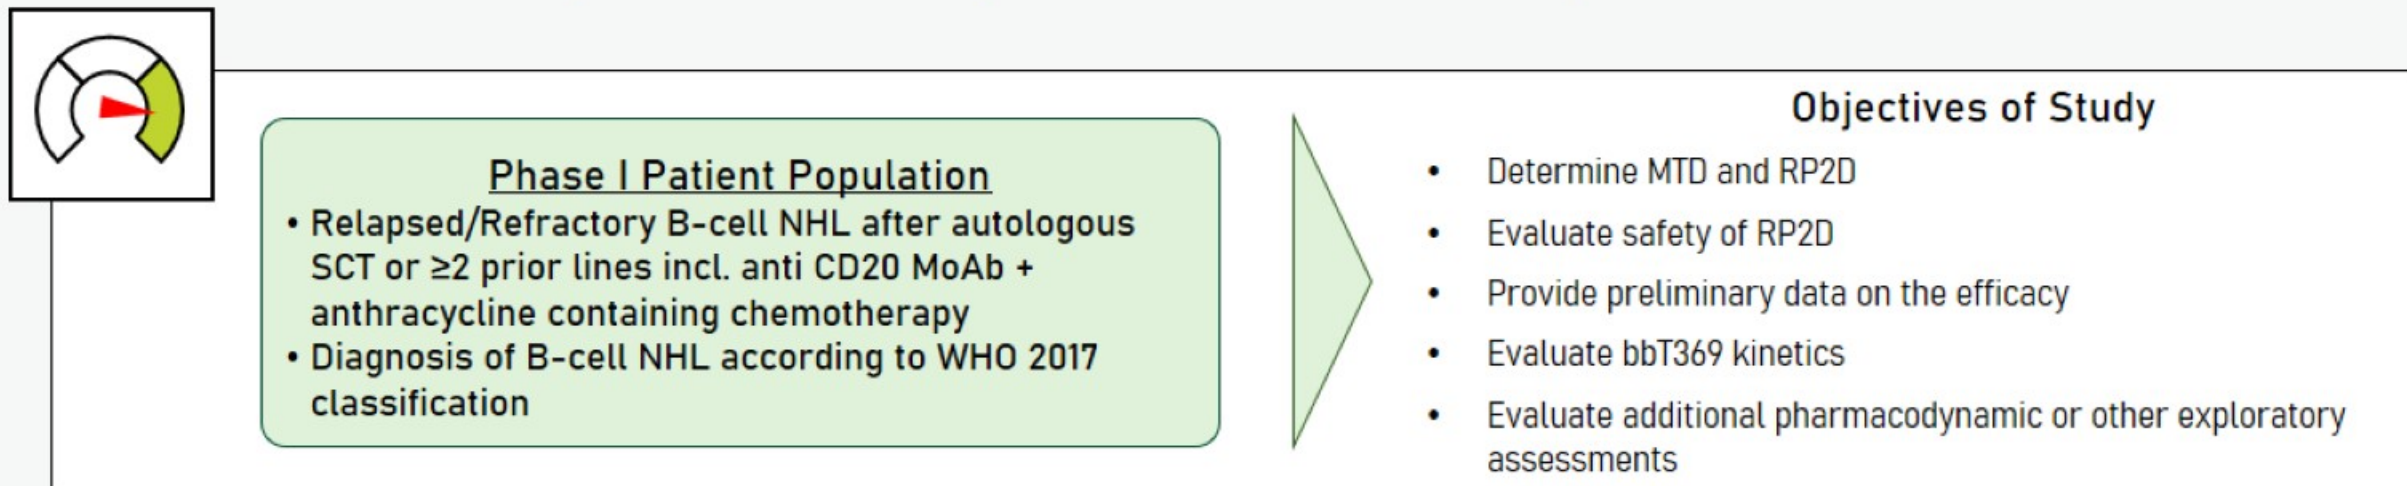 Phase I Patient Population
• Relapsed/Refractory B-cell NHL after autologous
SCT or ≥2 prior lines incl. anti CD20 MoAb +
anthracycline containing chemotherapy
• Diagnosis of B-cell NHL according to WHO 2017
classification
Objectives of Study
• Determine MTD and RP2D
• Evaluate safety of RP2D
• Provide preliminary data on the efficacy
• Evaluate bbT369 kinetics
• Evaluate additional pharmacodynamic or other exploratory
assessments